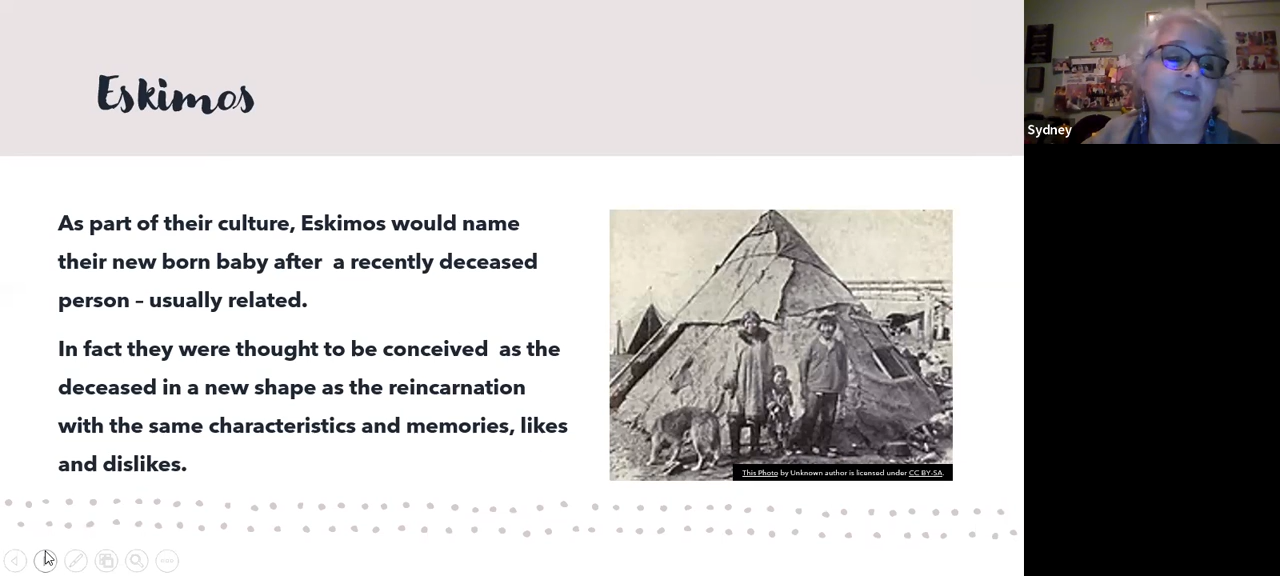 Eskimos
Sydney
As part of their culture, Eskimos would name
their new born baby after  a recently deceased
person – usually related.
In fact they were thought to be conceived  as the
deceased in a new shape as the reincarnation
with the same characteristics and memories, likes
and dislikes.
This Photo by Unknown author is licensed under CC BY-SA.